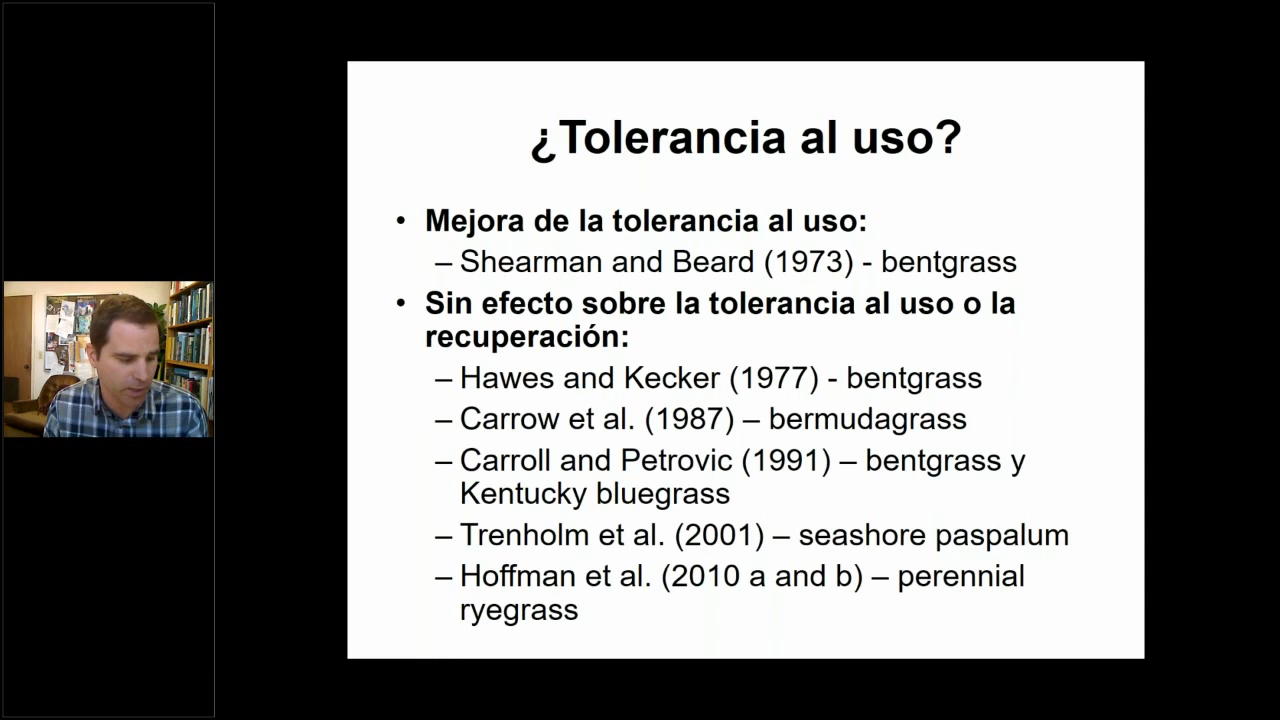 ¿Tolerancia al uso?
• Mejora de la tolerancia al uso:
– Shearman and Beard (1973) - bentgrass
• Sin efecto sobre la tolerancia al uso o la
recuperación:
– Hawes and Kecker (1977) - bentgrass
– Carrow et al. (1987) – bermudagrass
– Carroll and Petrovic (1991) – bentgrass y
Kentucky bluegrass
– Trenholm et al. (2001) – seashore paspalum
– Hoffman et al. (2010 a and b) – perennial
ryegrass